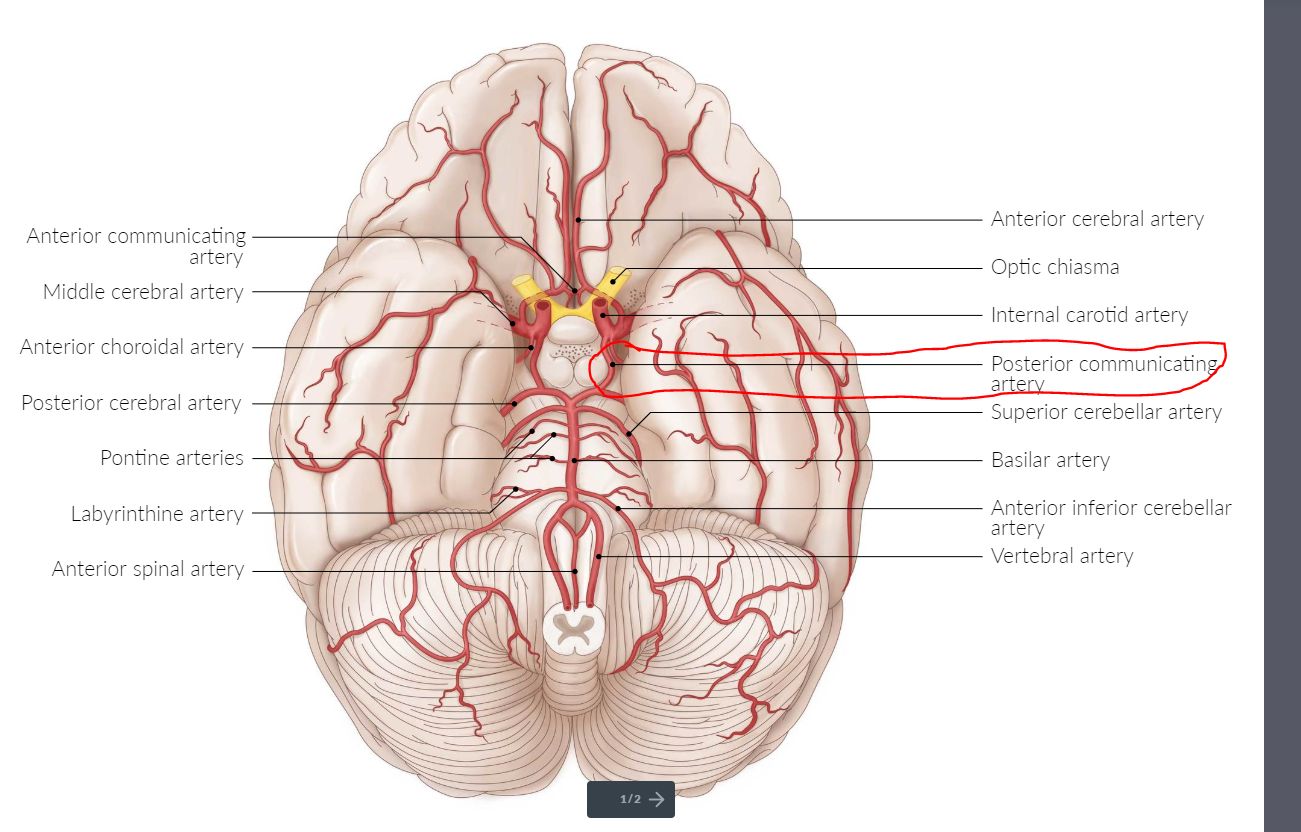 Anterior communicating
artery
Middle cerebral artery
Anterior choroidal artery
Posterior cerebral artery
Pontine arteries
Labyrinthine artery
Anterior spinal artery
Anterior cerebral artery
Optic chiasma
Internal carotid artery
Posterior communicating
artery
Superior cerebellar artery
Basilar artery
Anterior inferior cerebellar
artery
Vertebral artery
1/2